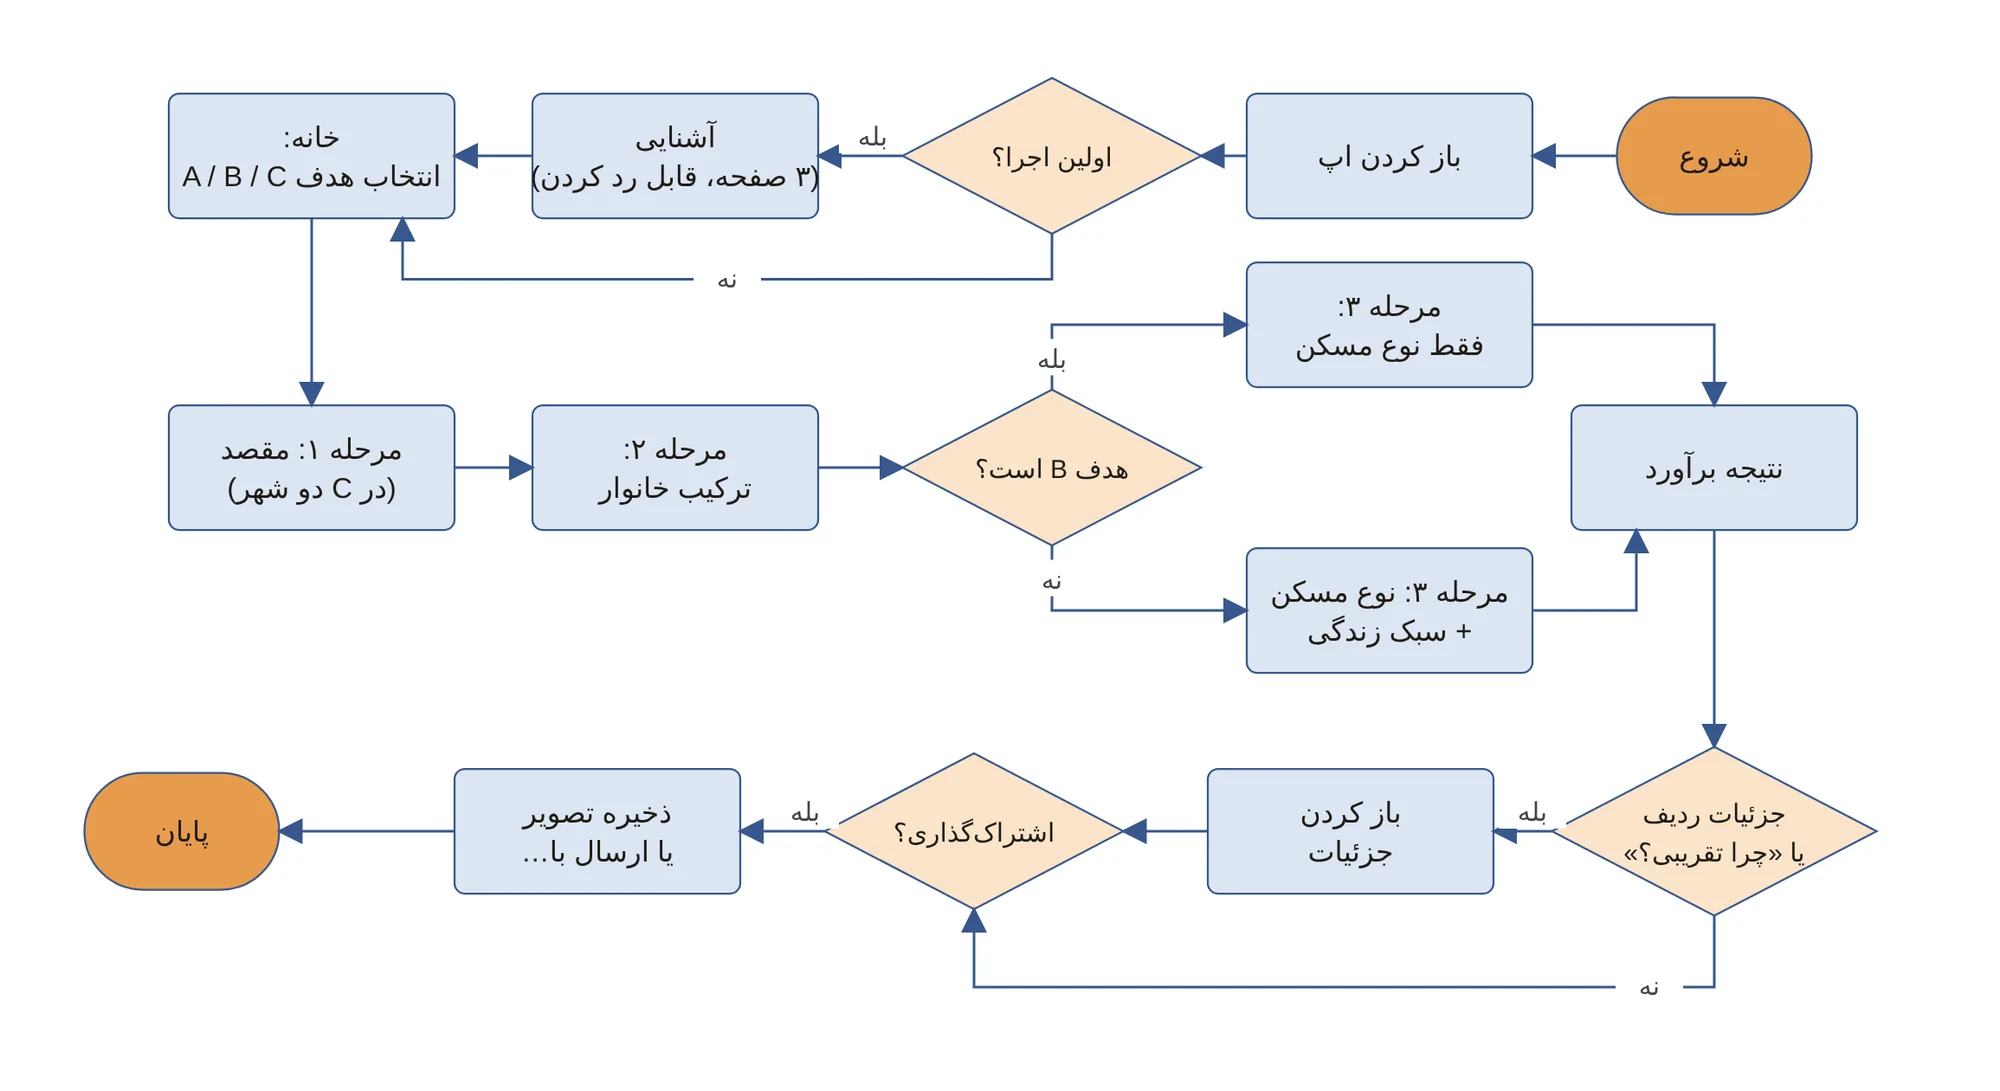 شروع
باز کردن اپ
اولین اجرا؟
بله
آشنایی
(۳ صفحه، قابل رد کردن)
خانه:
انتخاب هدف A / B / C
نه
مرحله ۱: مقصد
(در C دو شهر)
مرحله ۲:
ترکیب خانوار
هدف B است؟
بله
مرحله ۳:
فقط نوع مسکن
نه
مرحله ۳: نوع مسکن
+ سبک زندگی
نتیجه برآورد
جزئیات ردیف
یا «چرا تقریبی؟»
بله
باز کردن
جزئیات
نه
اشتراک‌گذاری؟
بله
ذخیره تصویر
یا ارسال با…
پایان